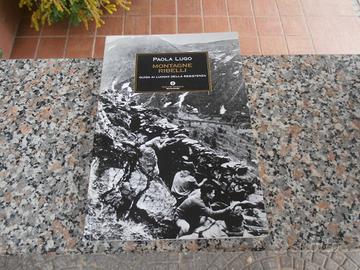 PAOLA LUGO
MONTAGNE
RIBELLI
GUIDA AI LUOGHI DELLA RESISTENZA